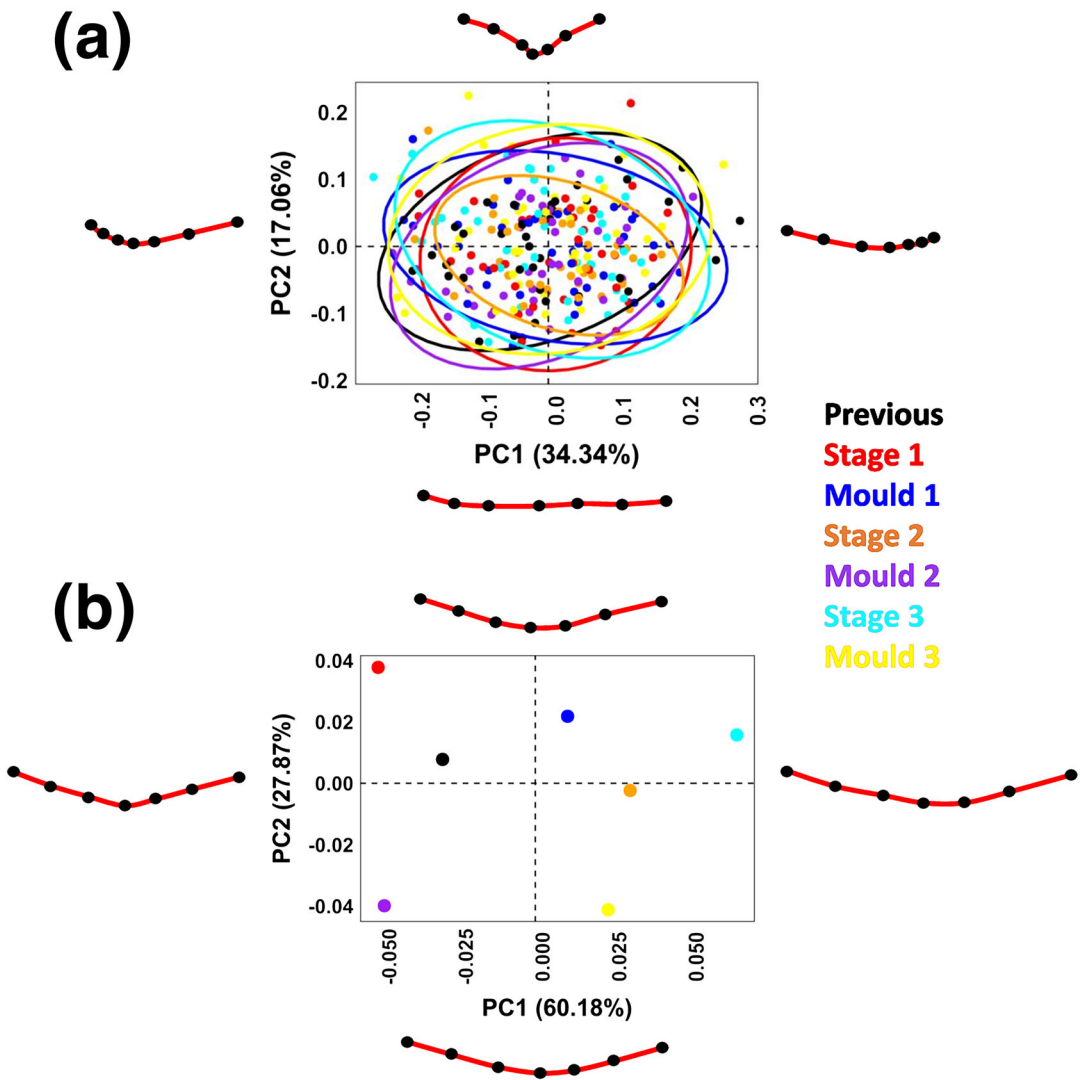 (a)
0.2
0.1
0.0
-0.1
-0.2
PC2 (17.06%)
-0.2
-0.1
0.0
0.1
0.2
0.3
PC1 (34.34%)
Previous
Stage 1
Mould 1
Stage 2
Mould 2
Stage 3
Mould 3
(b)
0.04
0.02
0.00
-0.02
-0.04
PC2 (27.87%)
-0.050
-0.025
0.000
0.025
0.050
PC1 (60.18%)